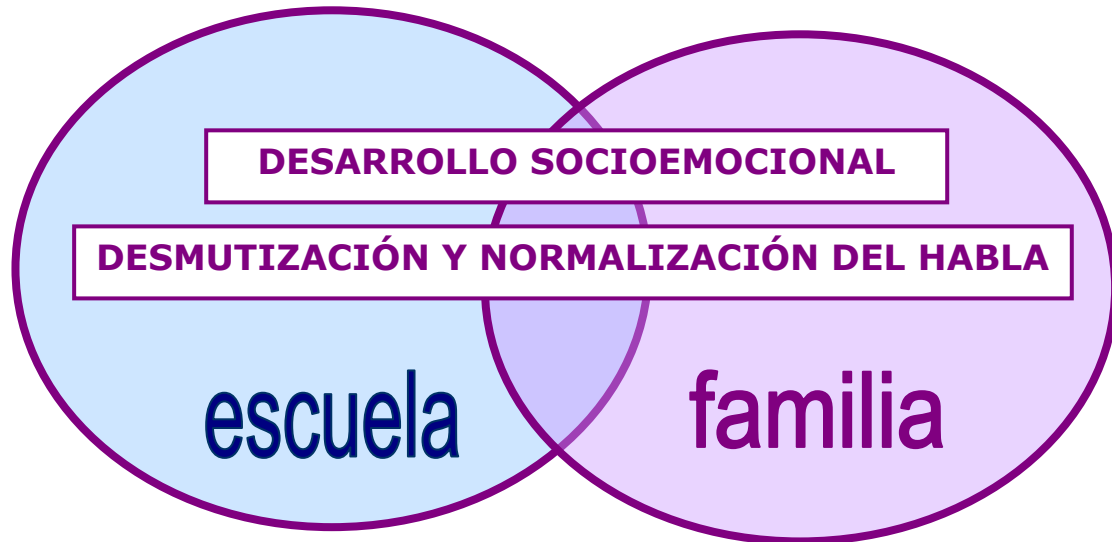 DESARROLLO SOCIOEMOCIONAL
DESMUTIZACIÓN Y NORMALIZACIÓN DEL HABLA
escuela
familia